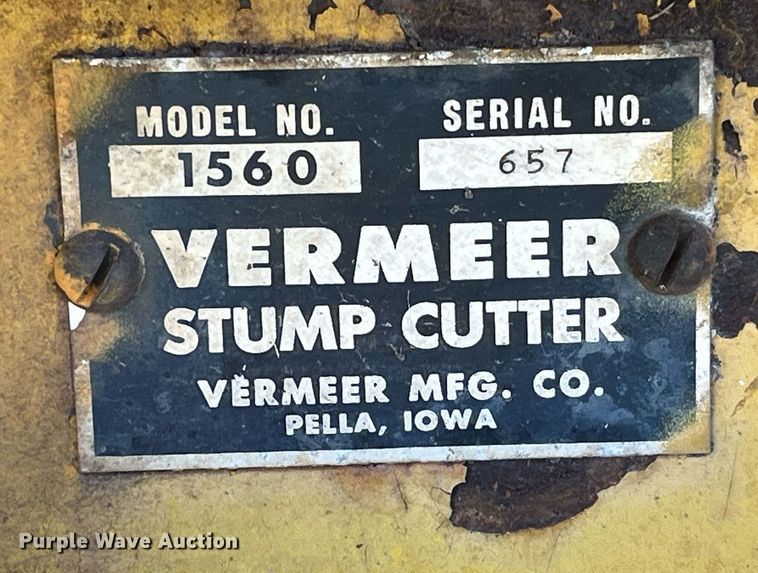 MODEL NO. SERIAL NO.
1560 657
VERMEER
STUMP CUTTER
VERMEER MFG. CO.
PELLA, IOWA
Purple Wave Auction